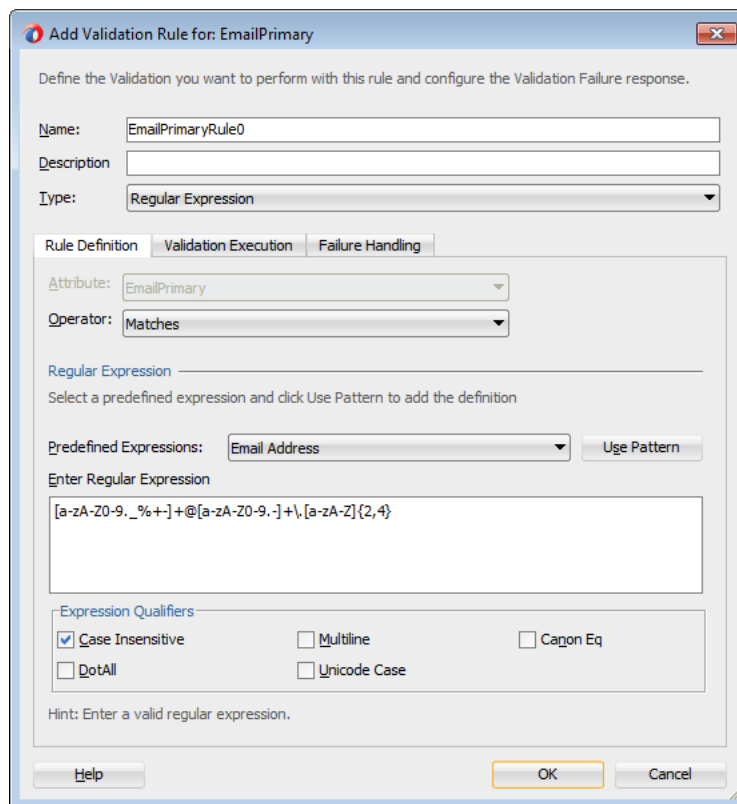 Add Validation Rule for: EmailPrimary
Define the Validation you want to perform with this rule and configure the Validation Failure response.
Name: EmailPrimaryRule0
Description
Type: Regular Expression
Rule Definition Validation Execution Failure Handling
Attribute: EmailPrimary
Operator: Matches
Regular Expression
Select a predefined expression and click Use Pattern to add the definition
Predefined Expressions: Email Address Use Pattern
Enter Regular Expression
[a-zA-Z0-9._%+-]+@[a-zA-Z0-9.-]+\.[a-zA-Z]{2,4}
Expression Qualifiers
Case Insensitive Multiline Canon Eq
DotAll Unicode Case
Hint: Enter a valid regular expression.
Help OK Cancel